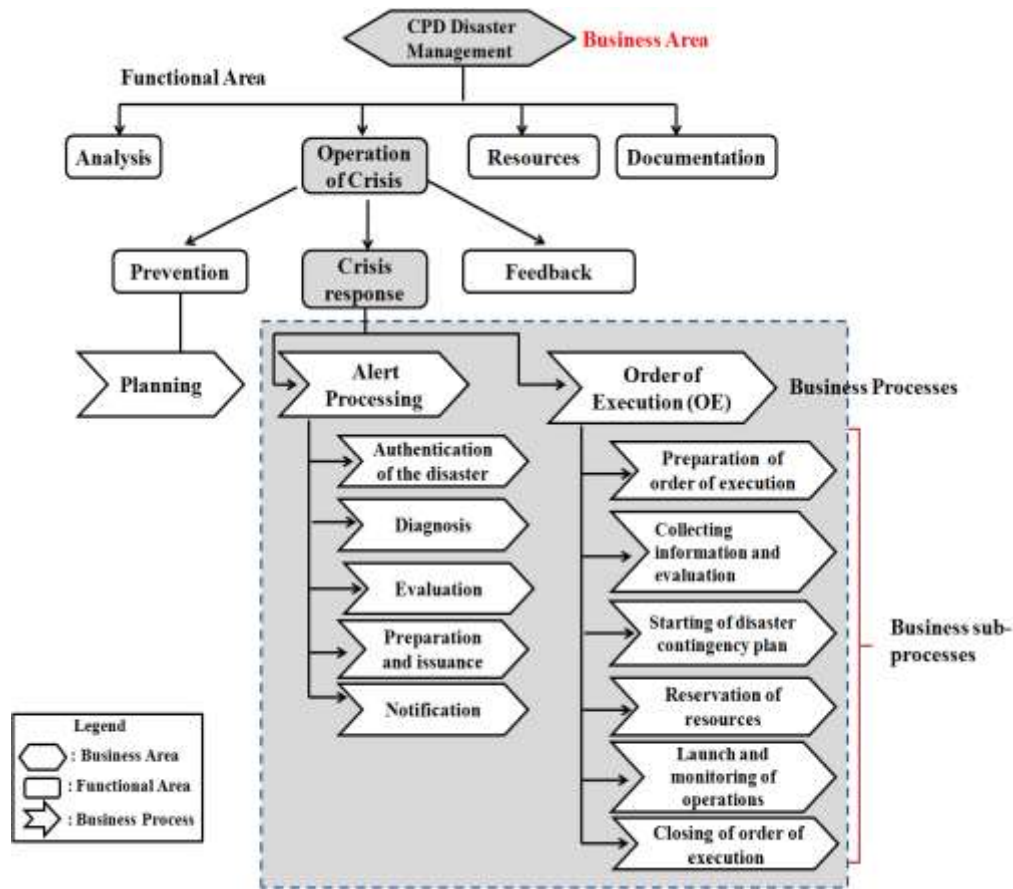 CPD Disaster
Management
Business Area
Functional Area
Analysis
Operation
of Crisis
Resources
Documentation
Prevention
Crisis
response
Feedback
Planning
Alert
Processing
Order of
Execution (OE)
Business Processes
Authentication
of the disaster
Diagnosis
Evaluation
Preparation
and issuance
Notification
Preparation of
order of execution
Collecting
information and
evaluation
Starting of disaster
contingency plan
Reservation of
resources
Launch and
monitoring of
operations
Closing of order of
execution
Business sub-
processes
Legend
: Business Area
: Functional Area
: Business Process